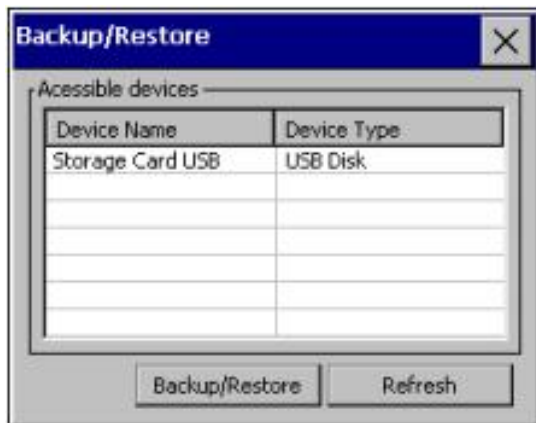 Backup/Restore
Acessible devices
Device Name Device Type
Storage Card USB USB Disk
Backup/Restore Refresh